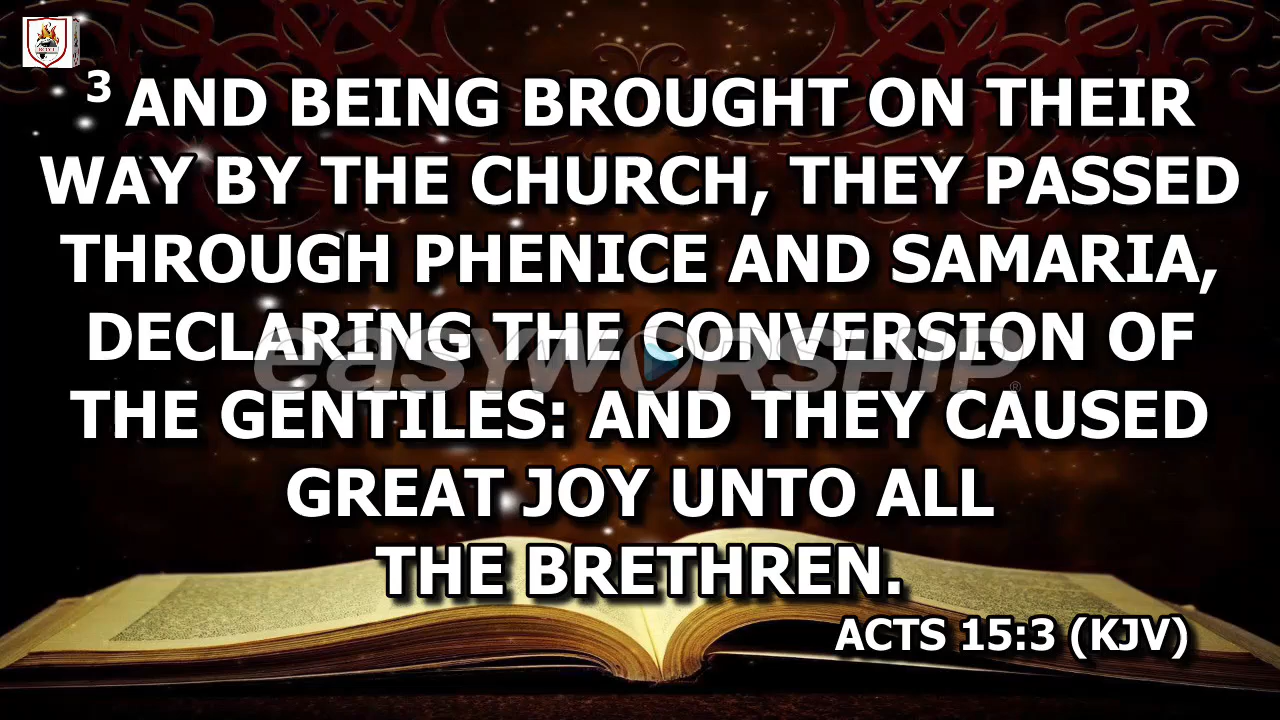 3 AND BEING BROUGHT ON THEIR
WAY BY THE CHURCH, THEY PASSED
THROUGH PHENICE AND SAMARIA,
DECLARING THE CONVERSION OF
easyworship®
THE GENTILES: AND THEY CAUSED
GREAT JOY UNTO ALL
THE BRETHREN.
ACTS 15:3 (KJV)